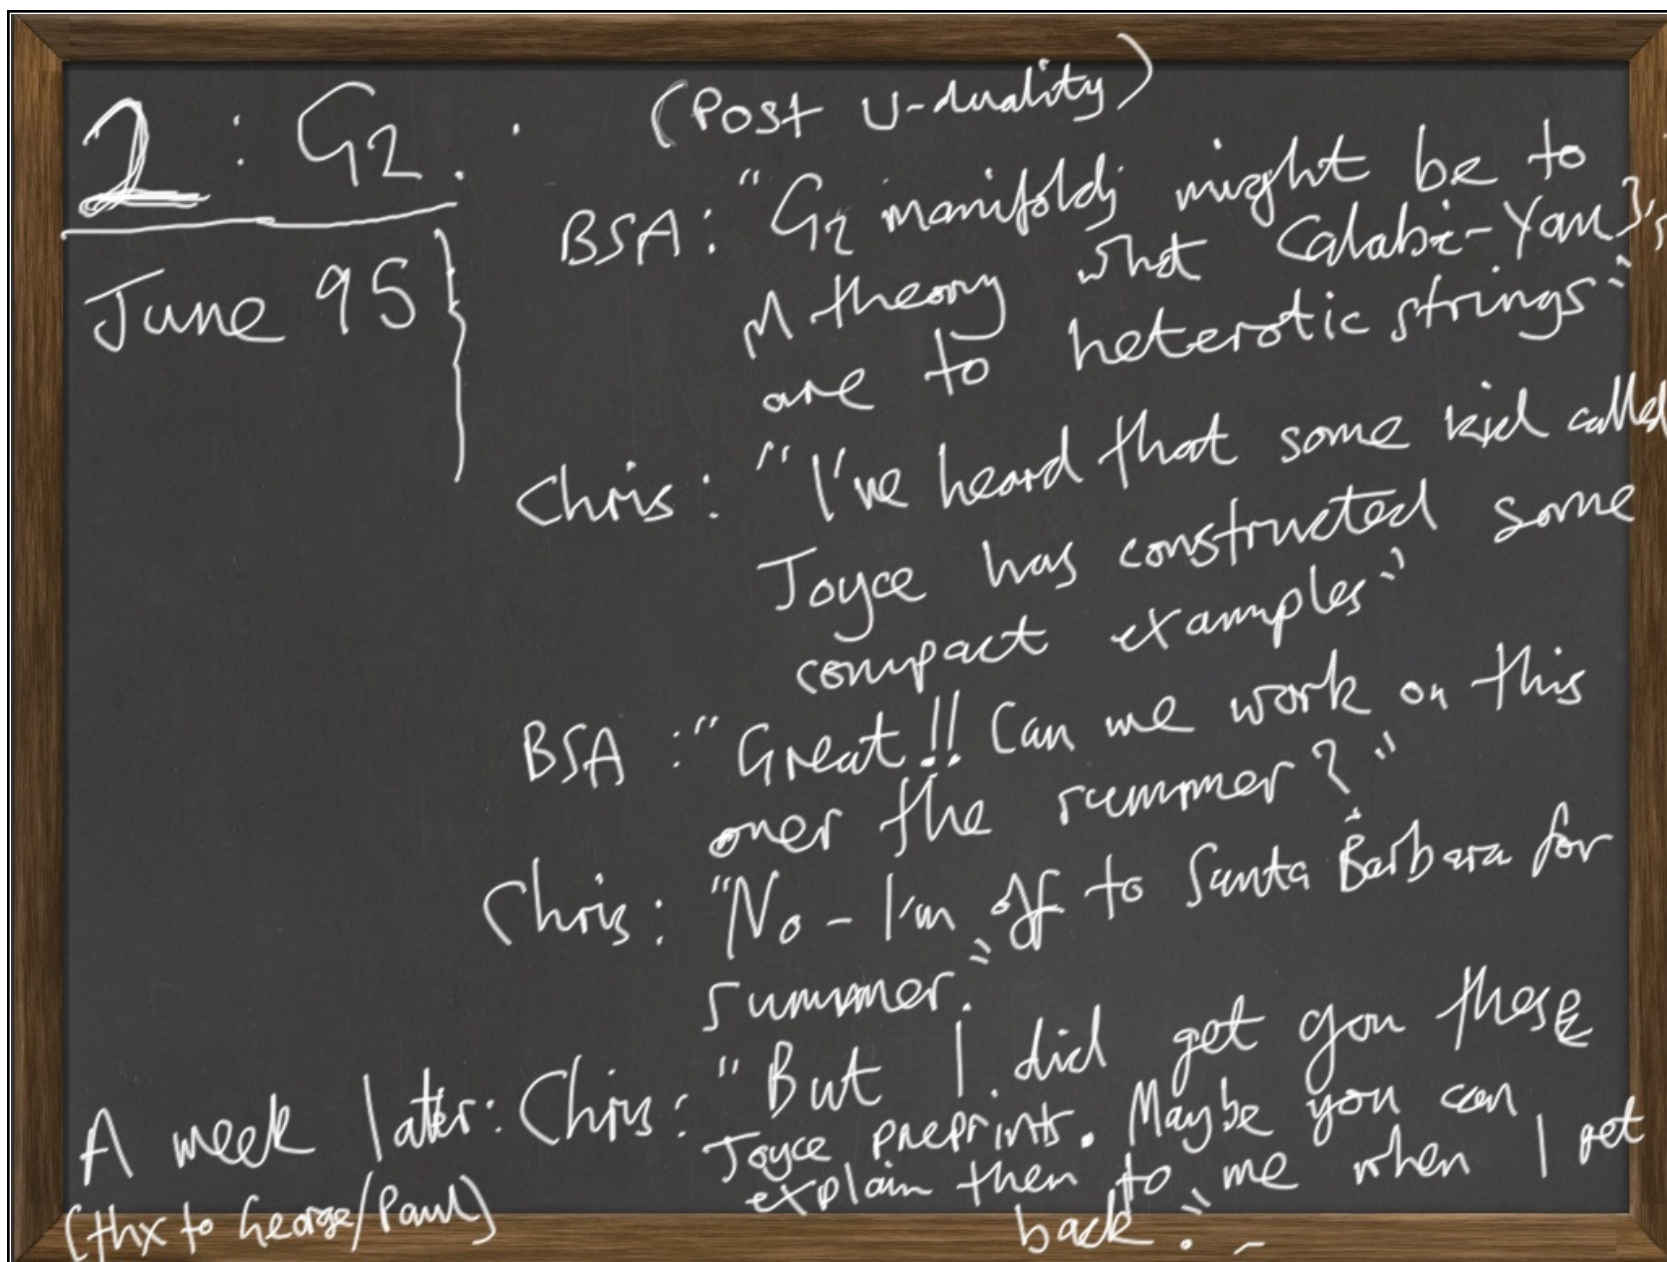 2 : G2 . . (Post U-duality)
June 95
BSA : "G2 manifolds might be to
M theory what Calabi-Yau 3's
are to heterotic strings"
Chris : "I've heard that some kid called
Joyce has constructed some
compact examples"
BSA : "Great!! Can we work on this
over the summer?"
Chris : "No - I'm off to Santa Barbara for
summer."
A week later: Chris: "But I did get you these
Joyce preprints. Maybe you can
explain them to me when I get
back."
(thx to George/Paul)